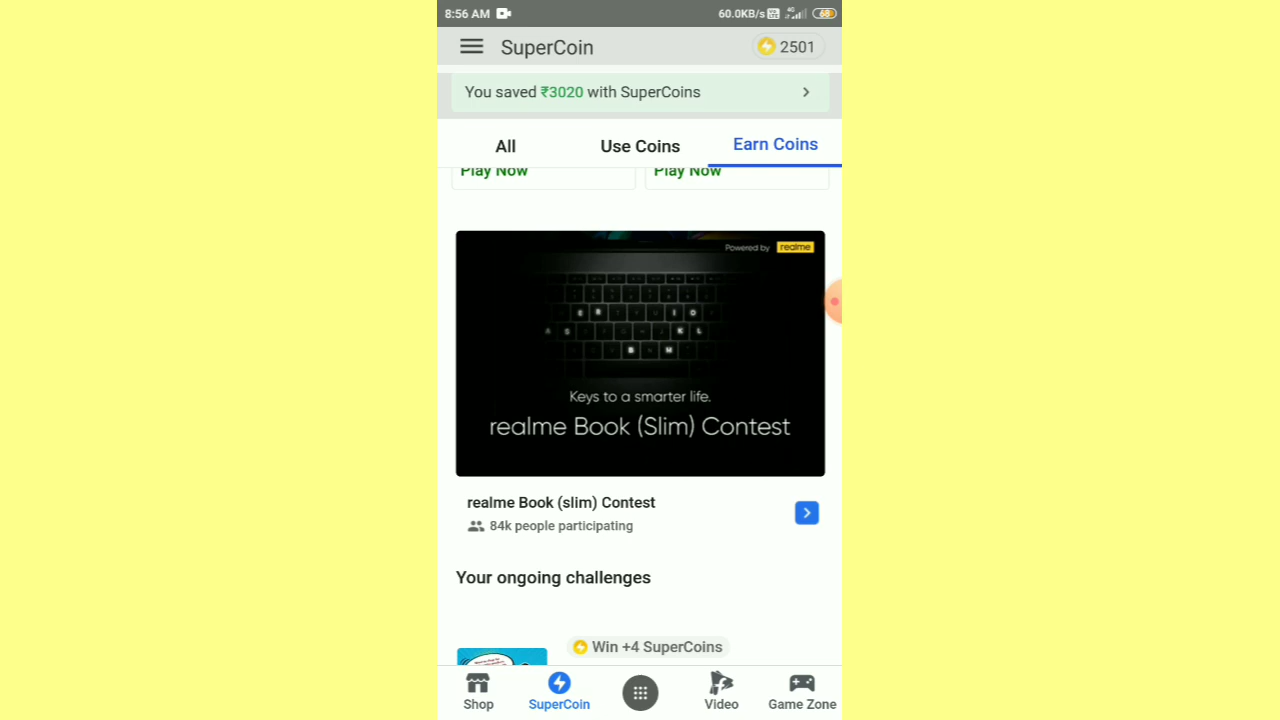 8:56 AM
60.0KB/s 4G 68
SuperCoin
2501
You saved ₹3020 with SuperCoins
All
Use Coins
Earn Coins
Play Now
Play Now
Powered by realme
E R T Y U I O
A S K L
B N M
Keys to a smarter life.
realme Book (Slim) Contest
realme Book (slim) Contest
84k people participating
Your ongoing challenges
Win +4 SuperCoins
Shop
SuperCoin
Video
Game Zone